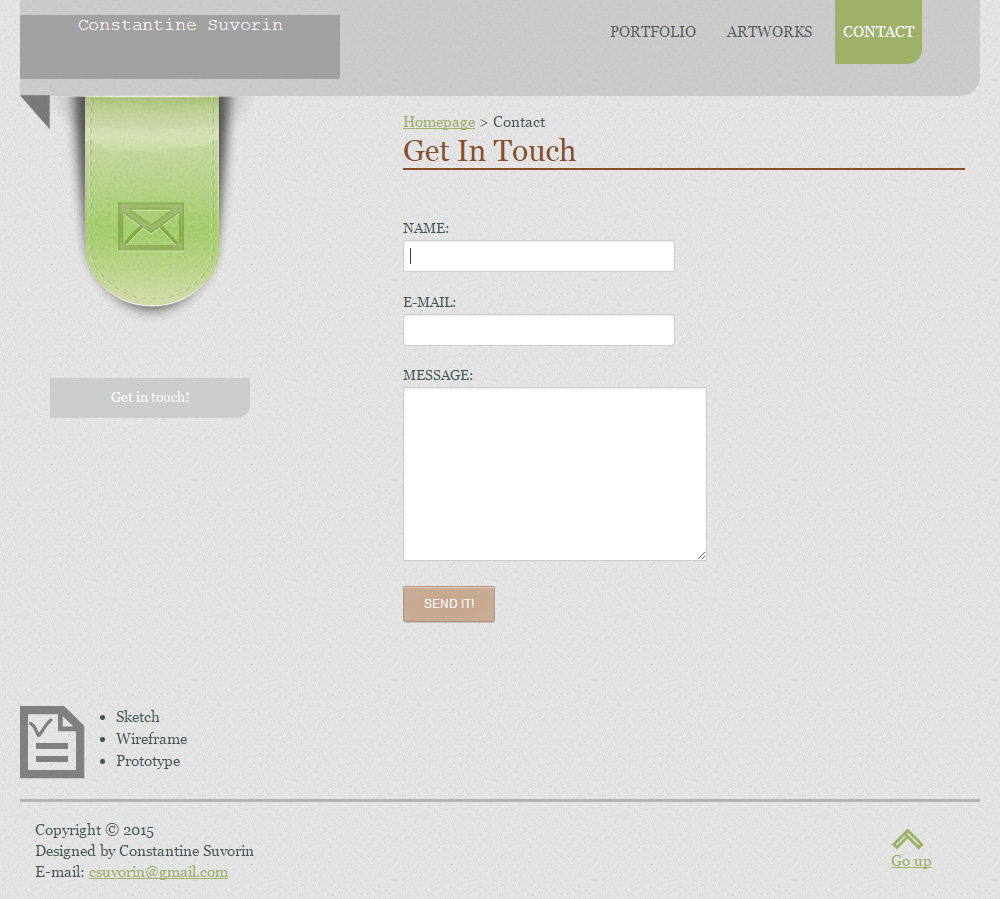 Constantine Suvorin
PORTFOLIO ARTWORKS CONTACT
Homepage > Contact
Get In Touch
NAME:
E-MAIL:
Get in touch!
MESSAGE:
SEND IT!
Sketch
Wireframe
Prototype
Copyright © 2015
Designed by Constantine Suvorin
E-mail: csuvorin@gmail.com
Go up